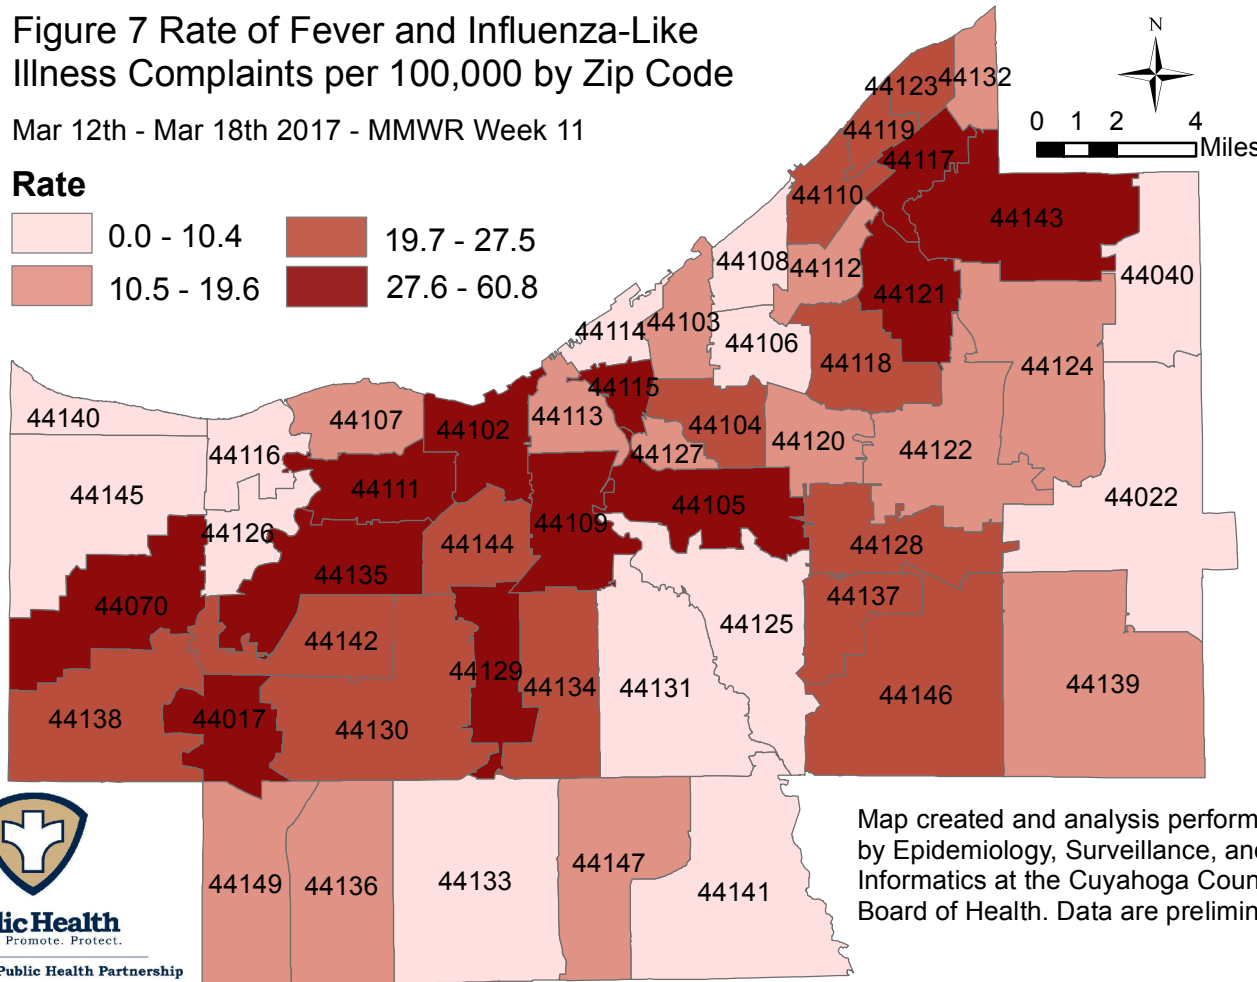 Figure 7 Rate of Fever and Influenza-Like
Illness Complaints per 100,000 by Zip Code
Mar 12th - Mar 18th 2017 - MMWR Week 11
Rate
0.0 - 10.4
19.7 - 27.5
10.5 - 19.6
27.6 - 60.8
N
0 1 2 4
Miles
44123
44132
44119
44117
44110
44143
44108
44112
44040
44121
44114
44103
44106
44118
44124
44115
44140
44107
44102
44113
44104
44120
44122
44116
44127
44145
44111
44105
44022
44126
44109
44144
44128
44135
44070
44137
44142
44125
44129
44134
44131
44139
44138
44017
44130
44146
44149
44136
44133
44147
44141
lic Health
Promote. Protect.
Public Health Partnership
Map created and analysis perform
by Epidemiology, Surveillance, and
Informatics at the Cuyahoga Coun
Board of Health. Data are prelimin